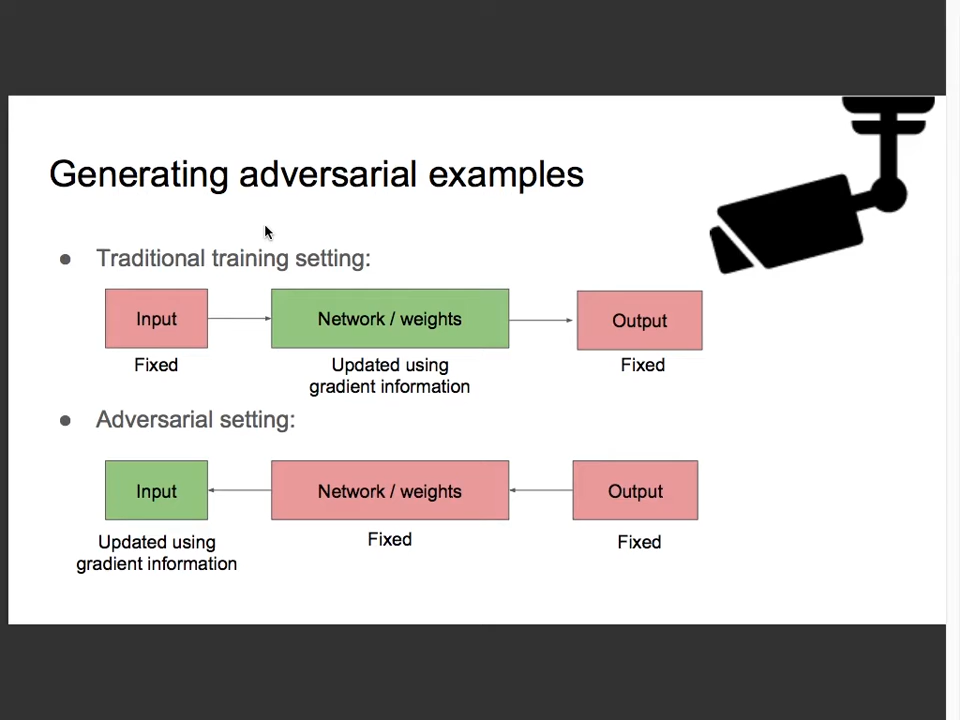 Generating adversarial examples
● Traditional training setting:
Input
Network / weights
Output
Fixed
Updated using
gradient information
Fixed
● Adversarial setting:
Input
Network / weights
Output
Updated using
gradient information
Fixed
Fixed